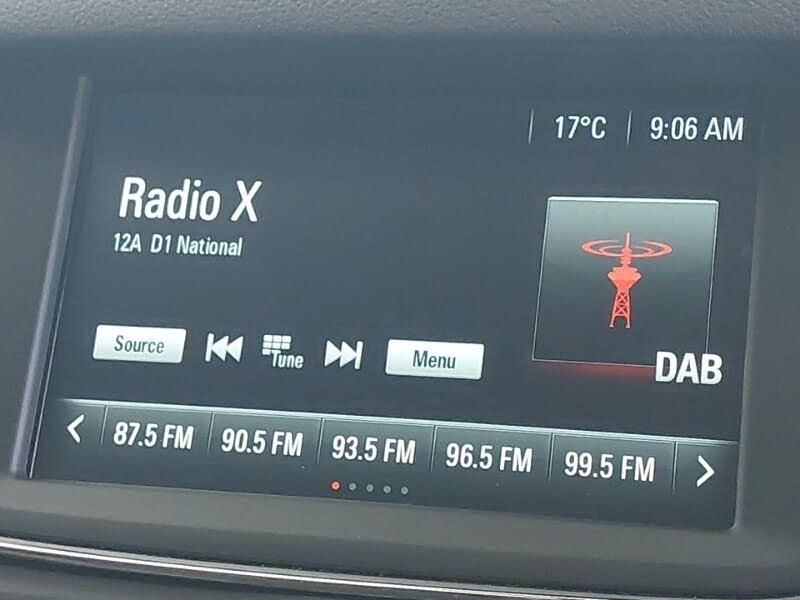 17°C 9:06 AM
Radio X
12A D1 National
DAB
Source Tune Menu
87.5 FM 90.5 FM 93.5 FM 96.5 FM 99.5 FM